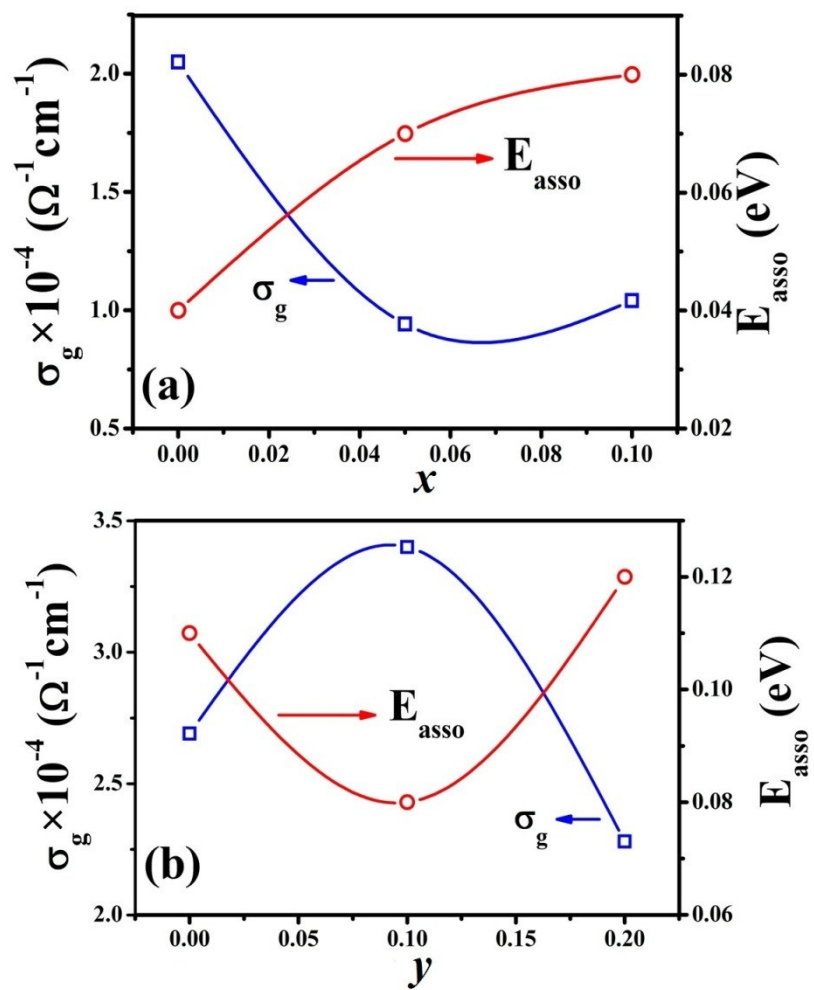 σg ×10-4 (Ω-1cm-1)
2.0
1.5
1.0
0.5
0.08
0.06
0.04
0.02
Easso (eV)
Easso
σg
(a)
0.00 0.02 0.04 0.06 0.08 0.10
x
σg ×10-4 (Ω-1cm-1)
3.5
3.0
2.5
2.0
0.12
0.10
0.08
0.06
Easso (eV)
Easso
σg
(b)
0.00 0.05 0.10 0.15 0.20
y